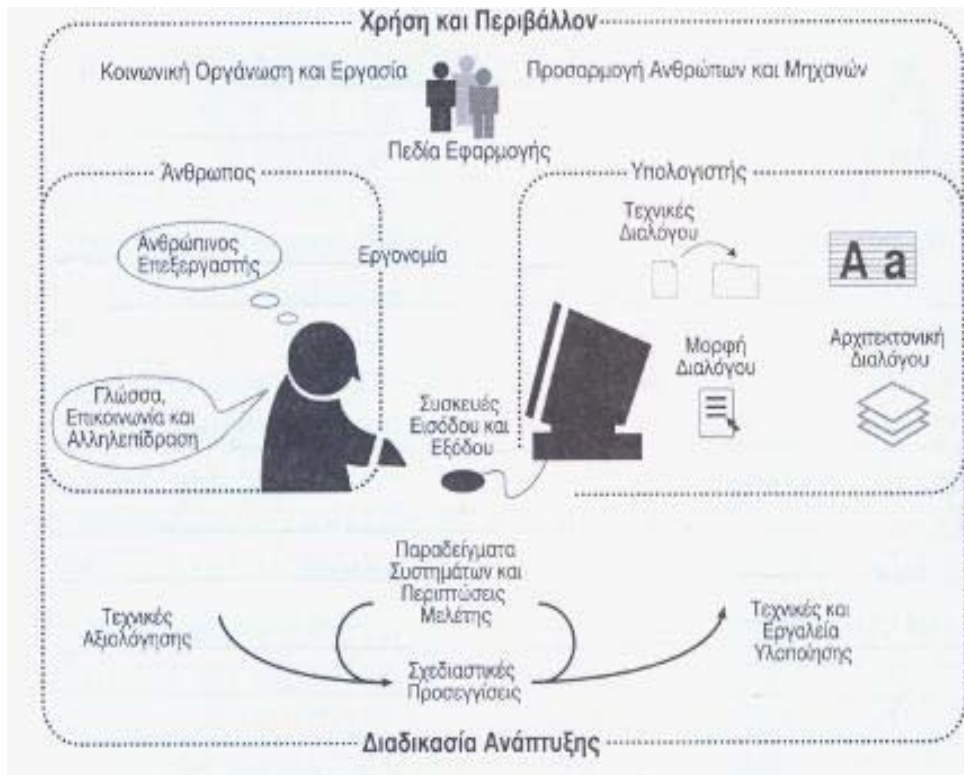 Χρήση και Περιβάλλον
Κοινωνική Οργάνωση και Εργασία
Προσαρμογή Ανθρώπων και Μηχανών
Πεδία Εφαρμογής
Άνθρωπος
Υπολογιστής
Τεχνικές
Διαλόγου
Ανθρώπινος
Επεξεργαστής
Εργονομία
A a
Μορφή
Διαλόγου
Αρχιτεκτονική
Διαλόγου
Γλώσσα,
Επικοινωνία και
Αλληλεπίδραση
Συσκευές
Εισόδου και
Εξόδου
Παραδείγματα
Συστημάτων και
Περιπτώσεις
Μελέτης
Τεχνικές
Αξιολόγησης
Τεχνικές και
Εργαλεία
Υλοποίησης
Σχεδιαστικές
Προσεγγίσεις
Διαδικασία Ανάπτυξης